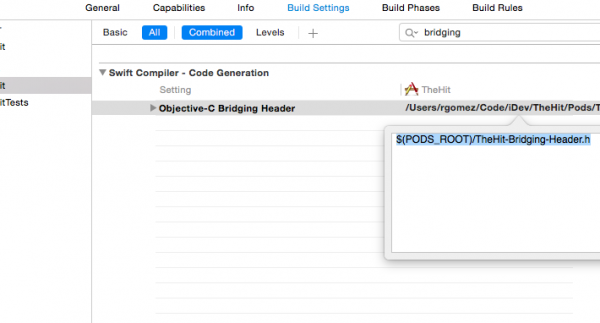 General Capabilities Info Build Settings Build Phases Build Rules
Basic All Combined Levels + bridging
Swift Compiler - Code Generation
it
Setting TheHit
itTests
Objective-C Bridging Header /Users/rgomez/Code/iDev/TheHit/Pods/T
$(PODS_ROOT)/TheHit-Bridging-Header.h